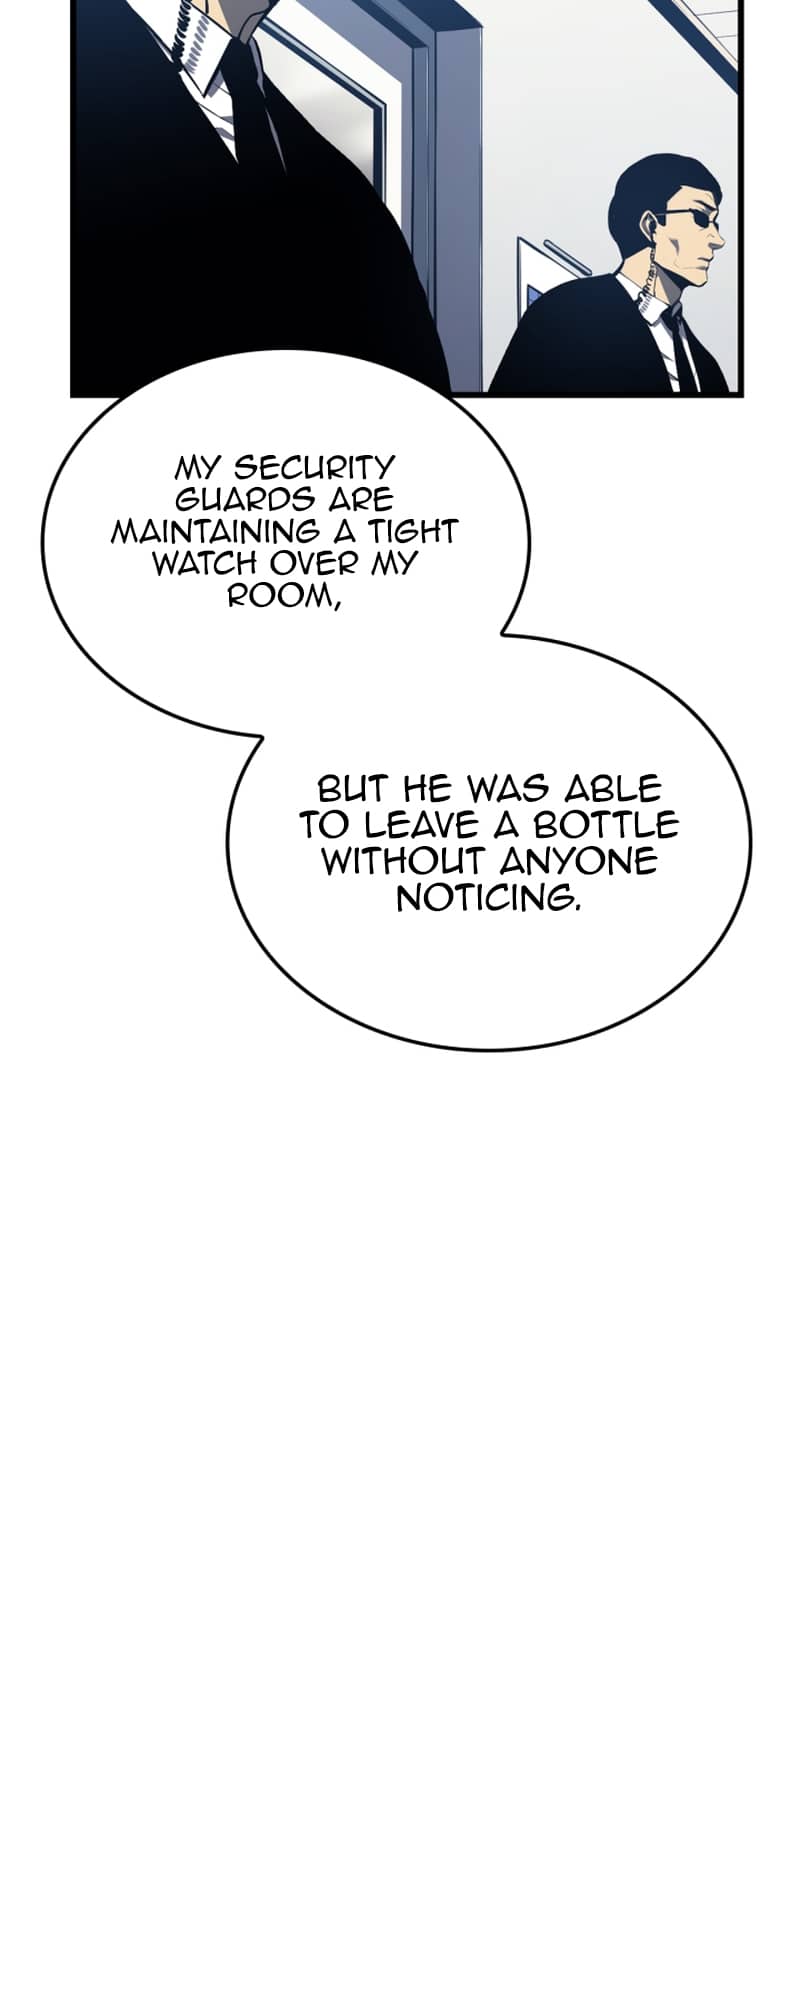 MY SECURITY
GUARDS ARE
MAINTAINING A TIGHT
WATCH OVER MY
ROOM,
BUT HE WAS ABLE
TO LEAVE A BOTTLE
WITHOUT ANYONE
NOTICING.